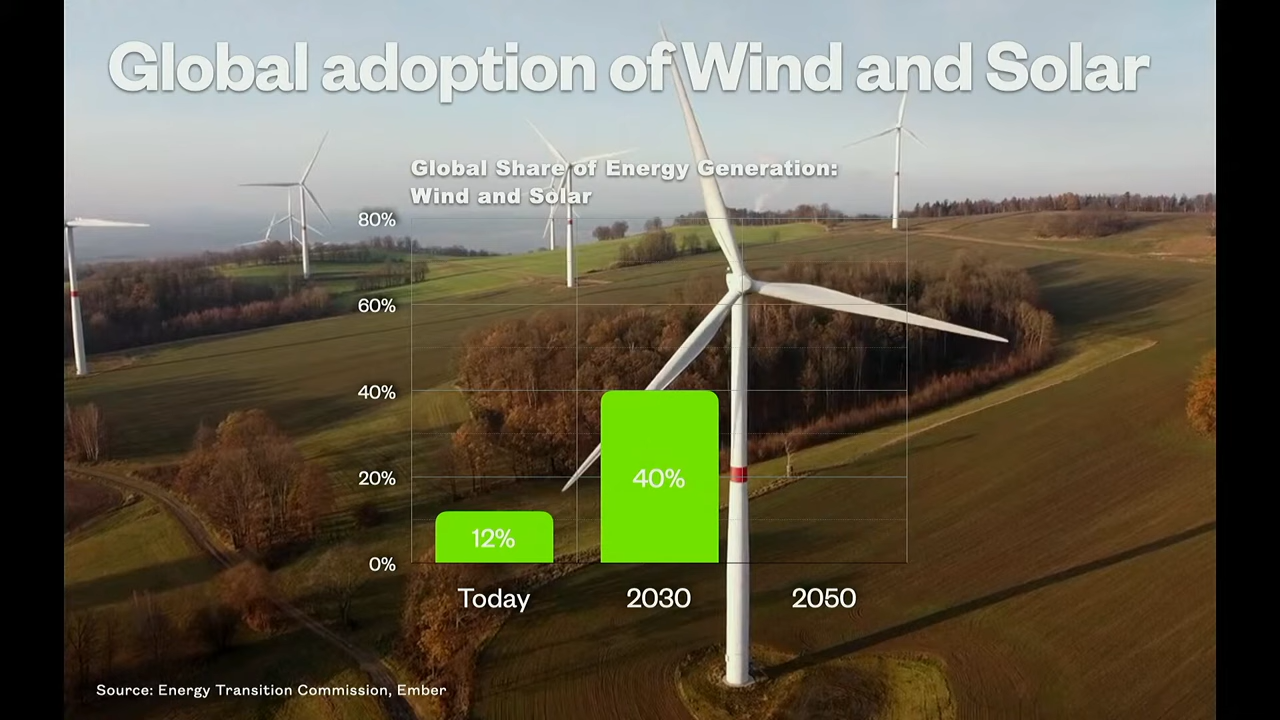 Global adoption of Wind and Solar
Global Share of Energy Generation:
Wind and Solar
80%
60%
40%
20%
0%
12%
40%
Today
2030
2050
Source: Energy Transition Commission, Ember